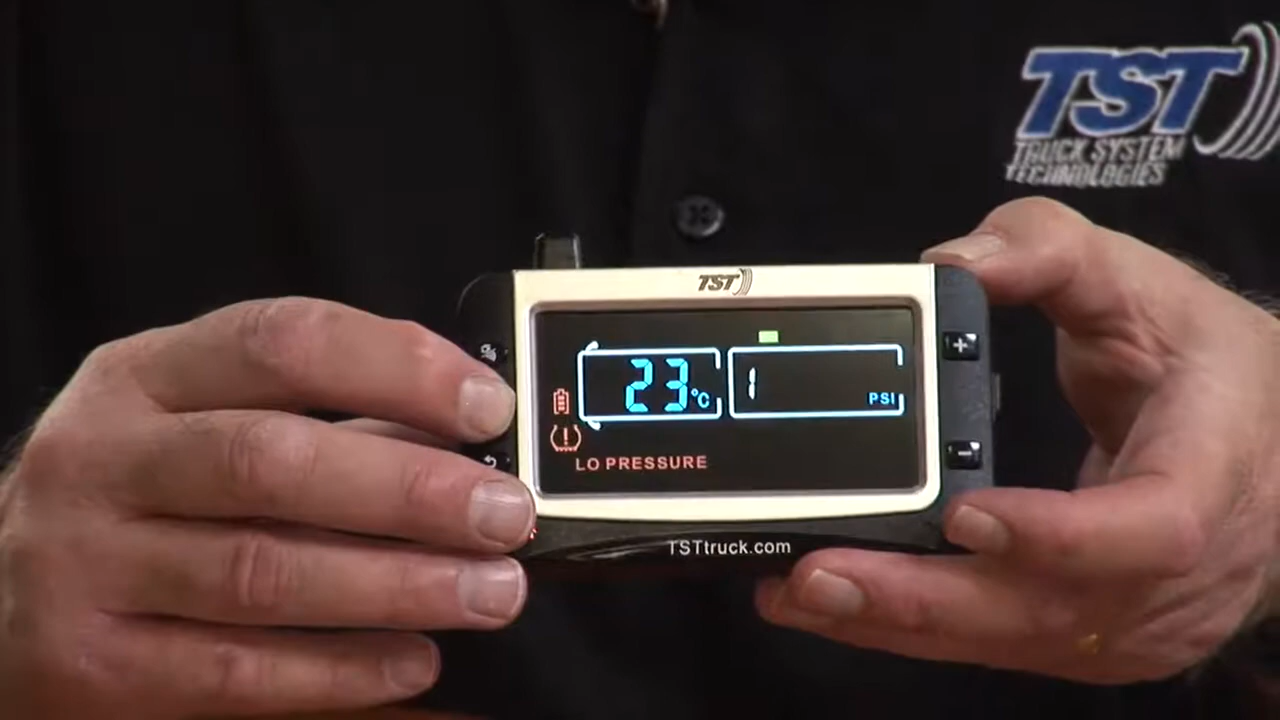 TST
TRUCK SYSTEM
TECHNOLOGIES
TST
23 °C
1
PSI
LO PRESSURE
TSTtruck.com